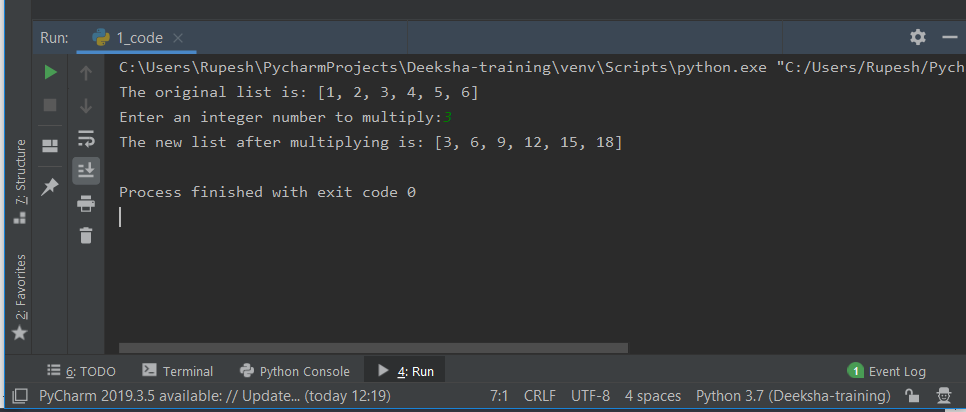 Run: 1_code
C:\Users\Rupesh\PycharmProjects\Deeksha-training\venv\Scripts\python.exe "C:/Users/Rupesh/Pych
The original list is: [1, 2, 3, 4, 5, 6]
Enter an integer number to multiply:3
The new list after multiplying is: [3, 6, 9, 12, 15, 18]
Process finished with exit code 0
7: Structure
2: Favorites
6: TODO Terminal Python Console 4: Run 1 Event Log
PyCharm 2019.3.5 available: // Update... (today 12:19) 7:1 CRLF UTF-8 4 spaces Python 3.7 (Deeksha-training)